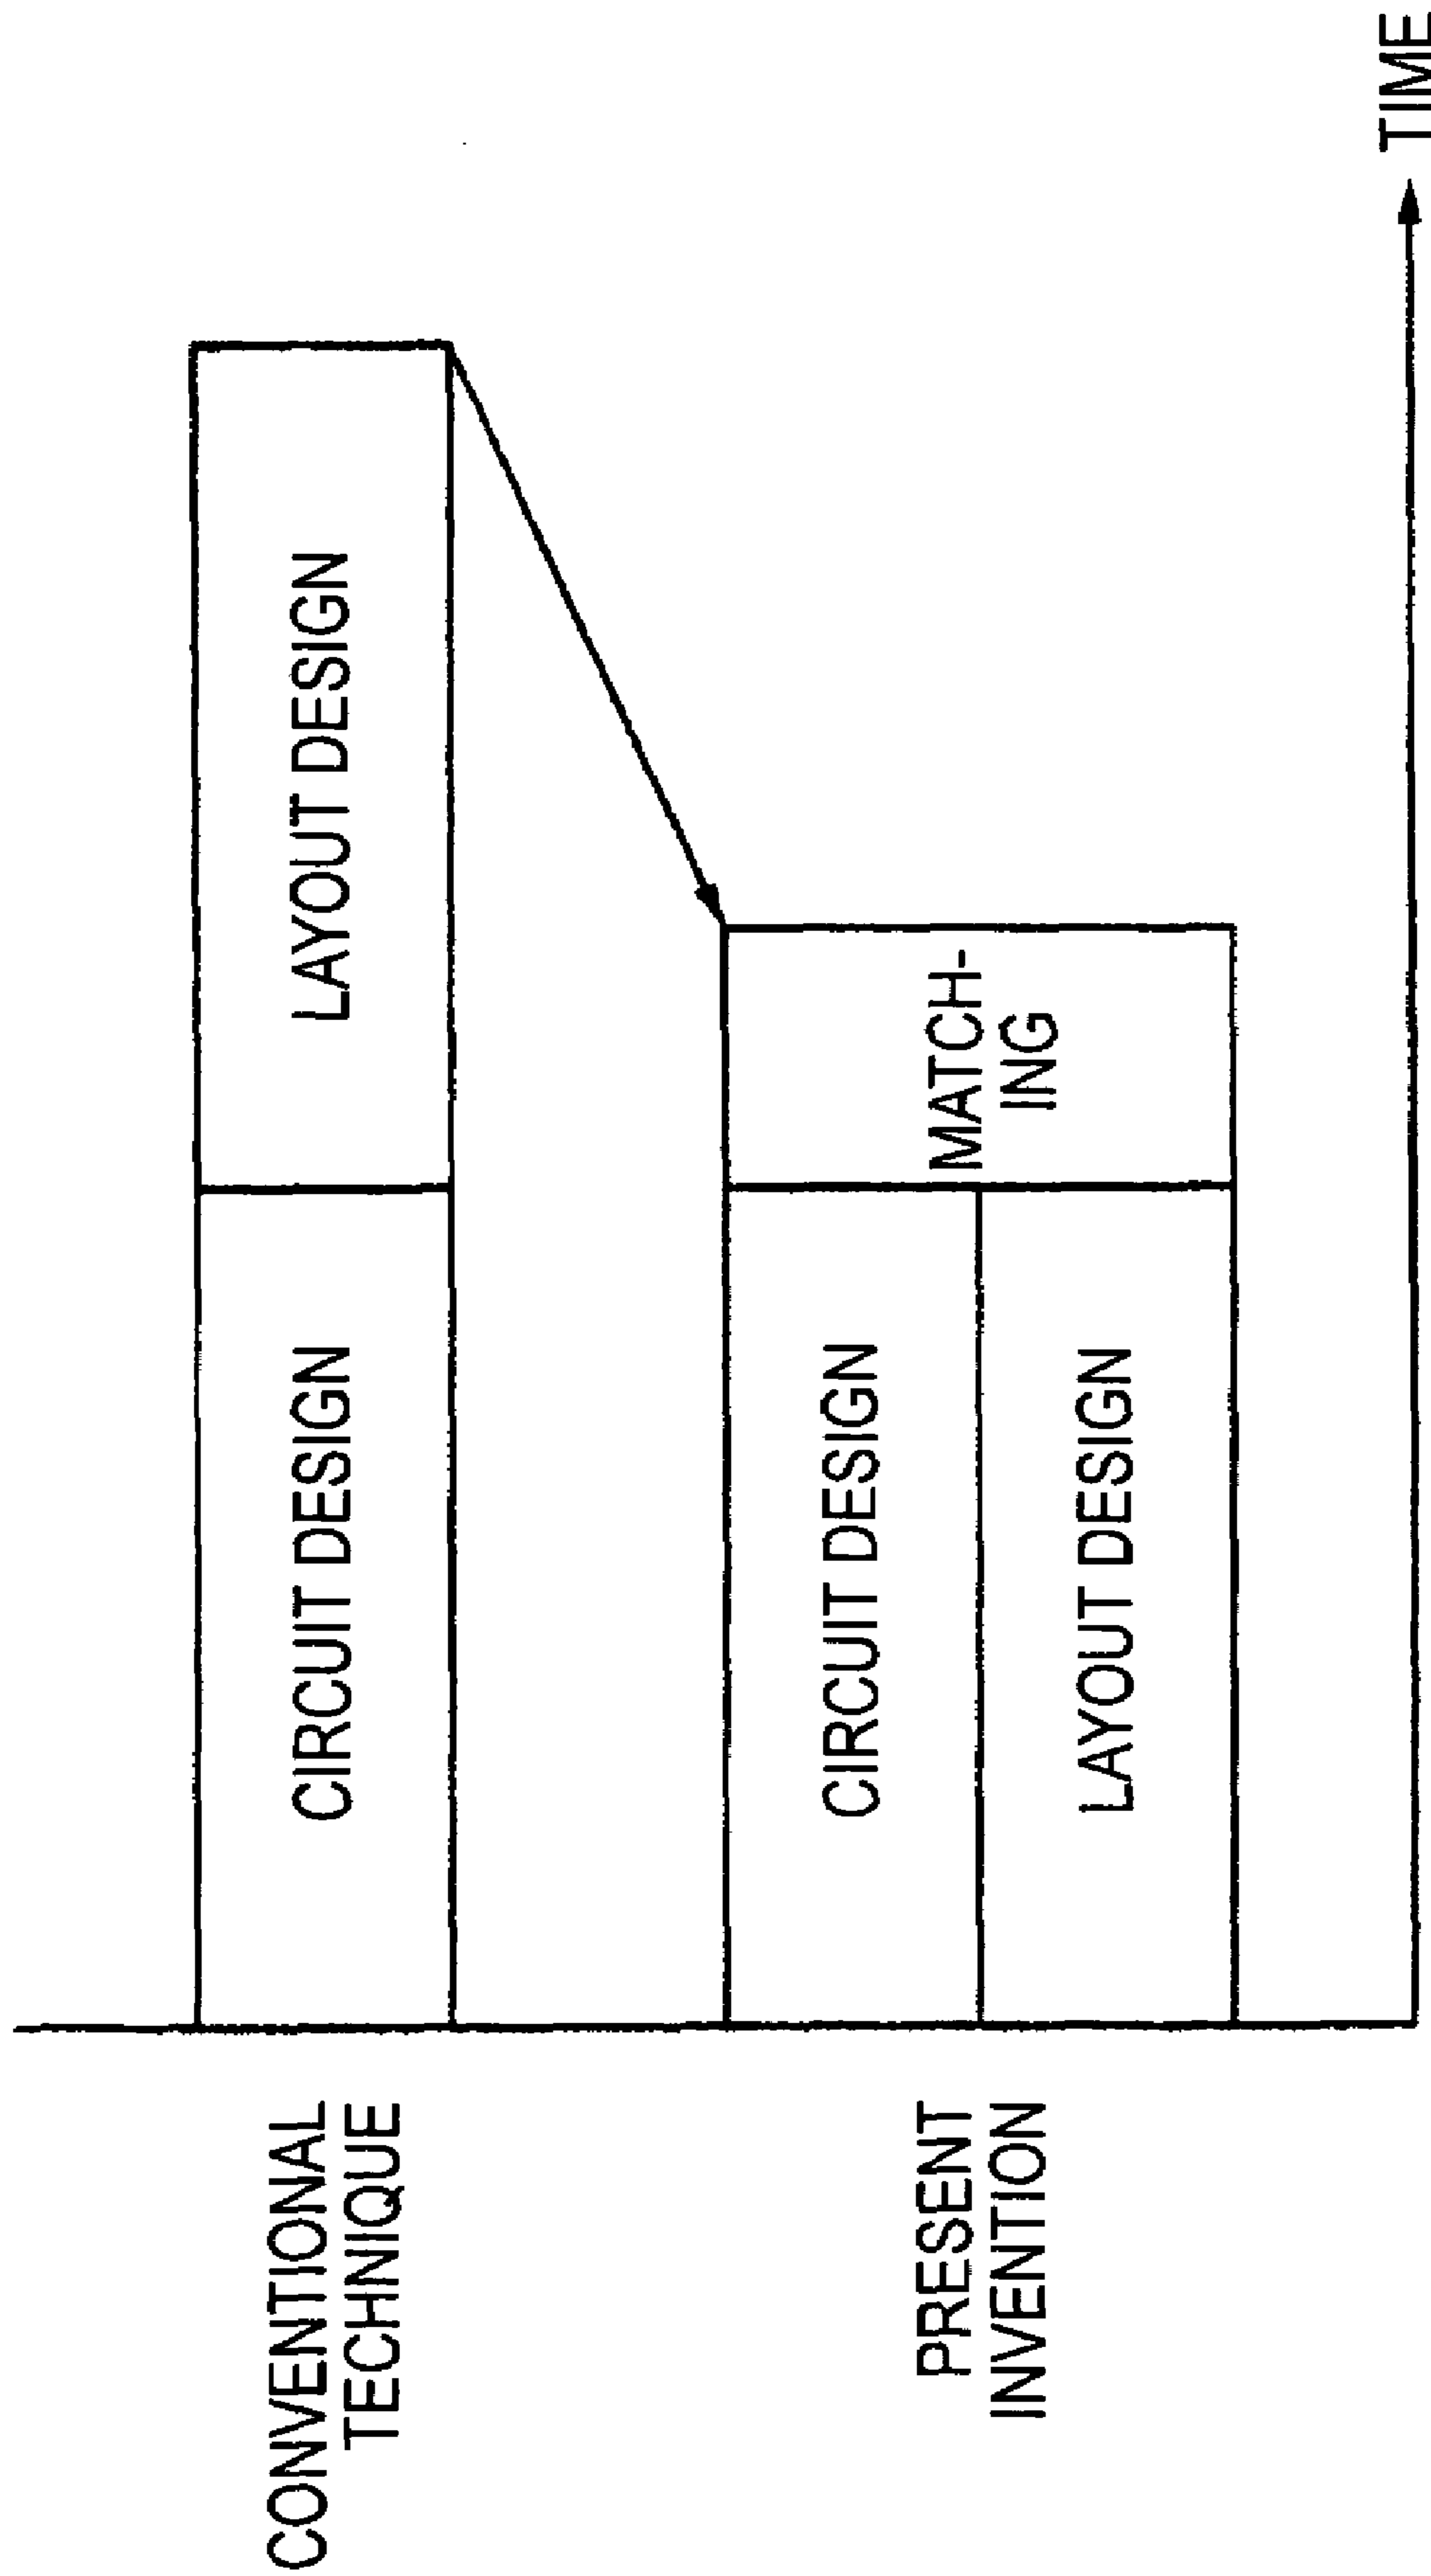 CONVENTIONAL
TECHNIQUE
CIRCUIT DESIGN
LAYOUT DESIGN
PRESENT
INVENTION
CIRCUIT DESIGN
LAYOUT DESIGN
MATCH-
ING
TIME